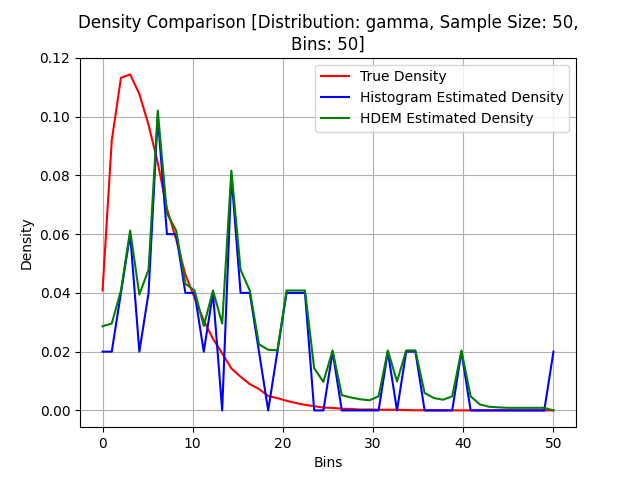 Density Comparison [Distribution: gamma, Sample Size: 50,
Bins: 50]
True Density
Histogram Estimated Density
HDEM Estimated Density
Density
0.12
0.10
0.08
0.06
0.04
0.02
0.00
0 10 20 30 40 50
Bins